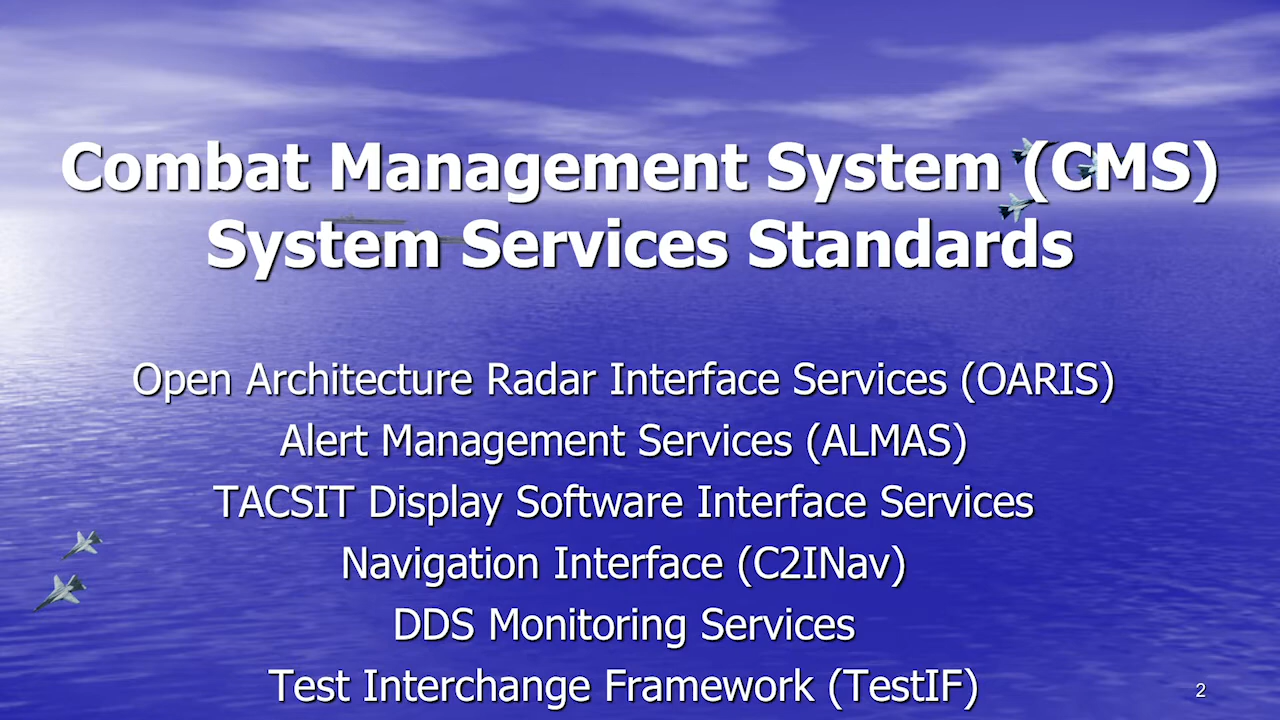 Combat Management System (CMS)
System Services Standards
Open Architecture Radar Interface Services (OARIS)
Alert Management Services (ALMAS)
TACSIT Display Software Interface Services
Navigation Interface (C2INav)
DDS Monitoring Services
Test Interchange Framework (TestIF)
2